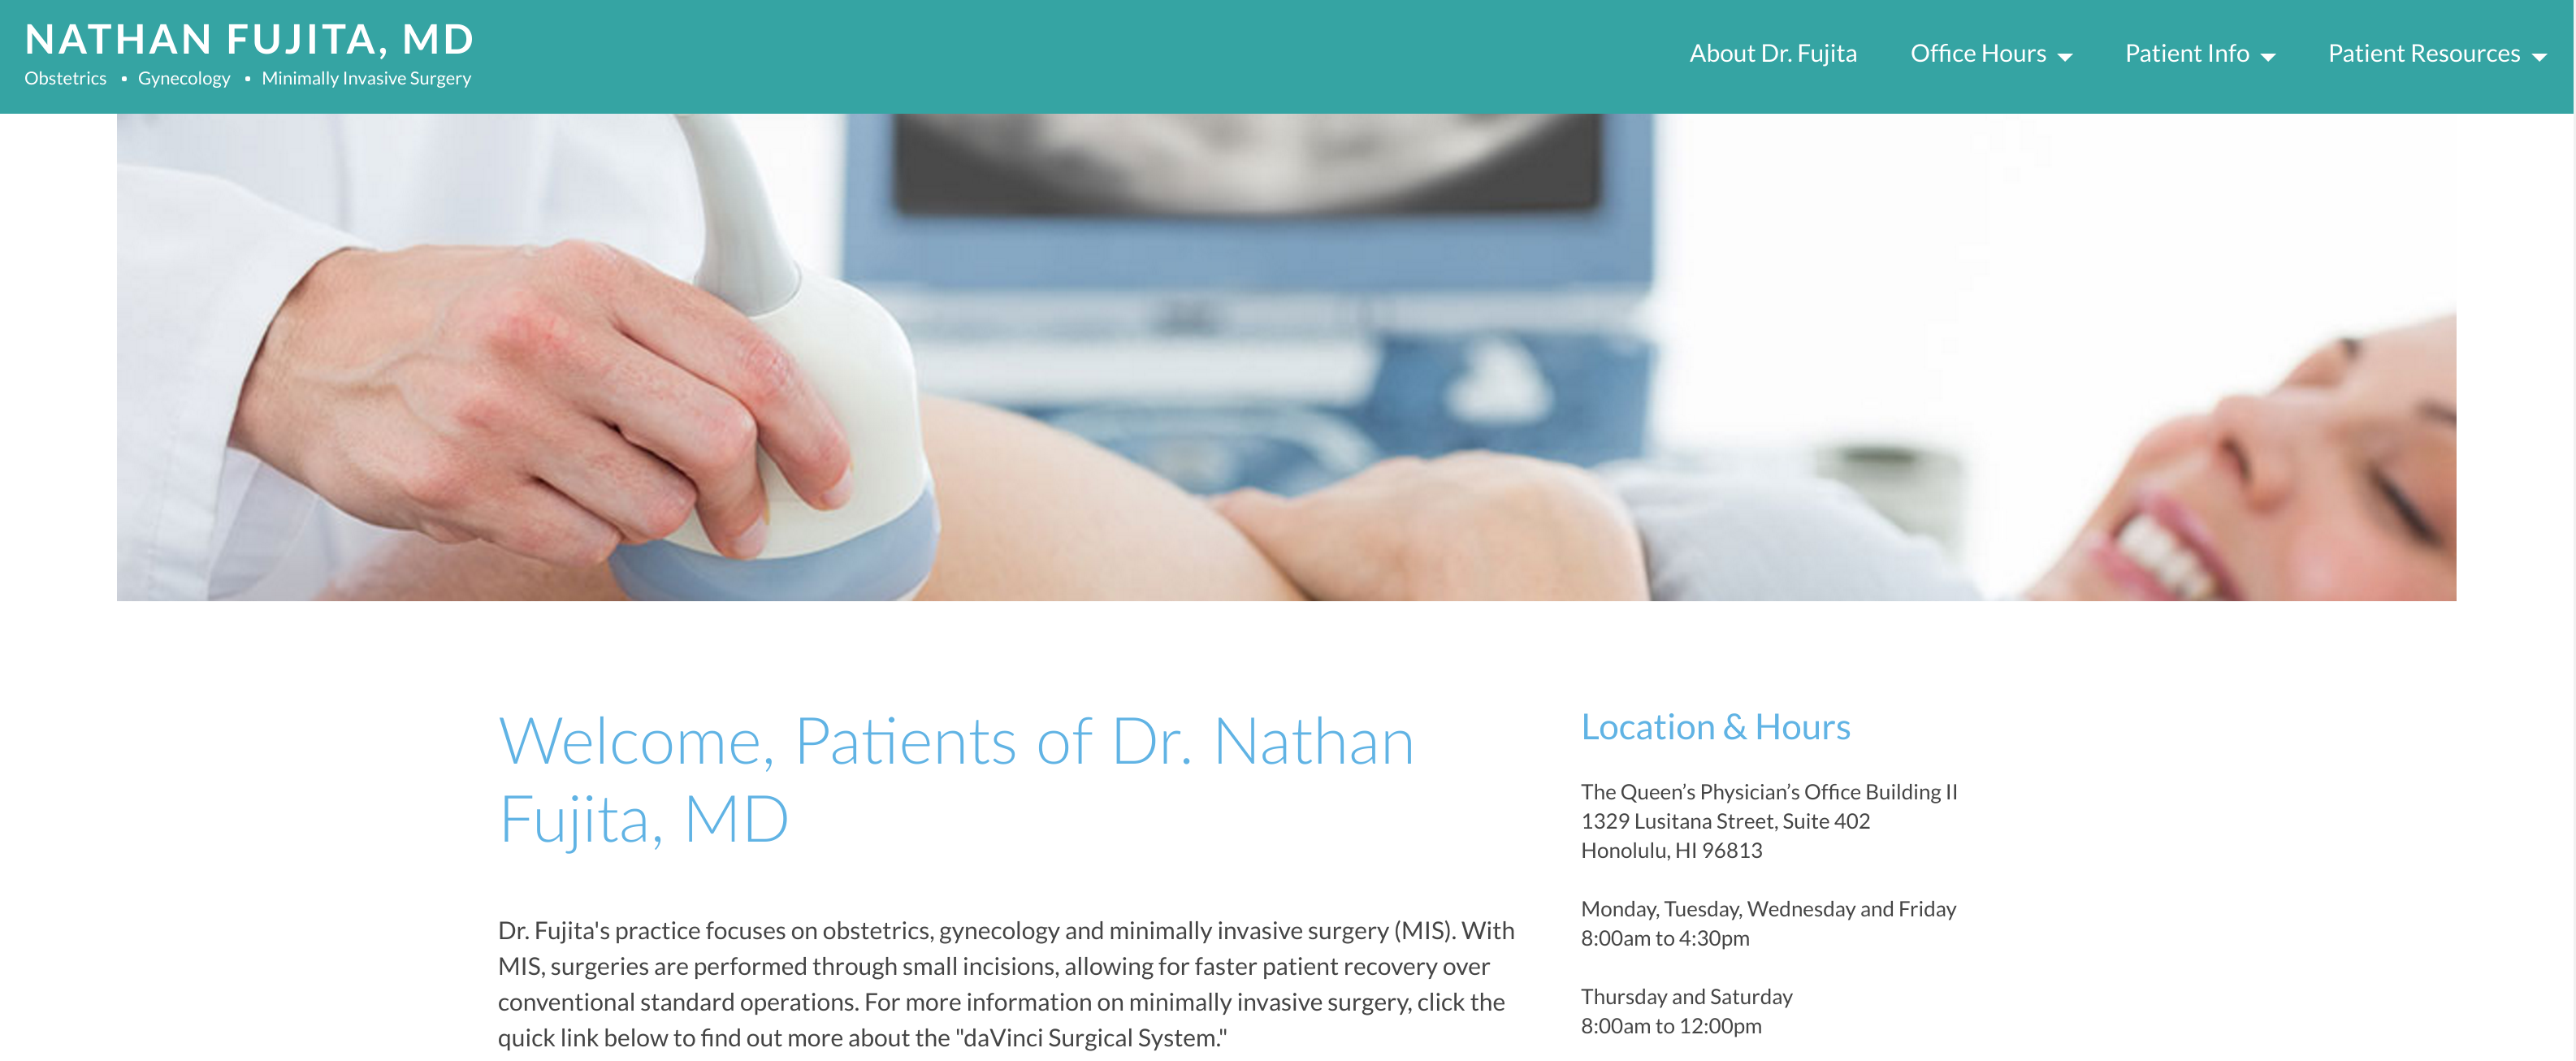 NATHAN FUJITA, MD
Obstetrics • Gynecology • Minimally Invasive Surgery
About Dr. Fujita
Office Hours
Patient Info
Patient Resources
Welcome, Patients of Dr. Nathan
Fujita, MD
Dr. Fujita's practice focuses on obstetrics, gynecology and minimally invasive surgery (MIS). With
MIS, surgeries are performed through small incisions, allowing for faster patient recovery over
conventional standard operations. For more information on minimally invasive surgery, click the
quick link below to find out more about the "daVinci Surgical System."
Location & Hours
The Queen’s Physician’s Office Building II
1329 Lusitana Street, Suite 402
Honolulu, HI 96813
Monday, Tuesday, Wednesday and Friday
8:00am to 4:30pm
Thursday and Saturday
8:00am to 12:00pm